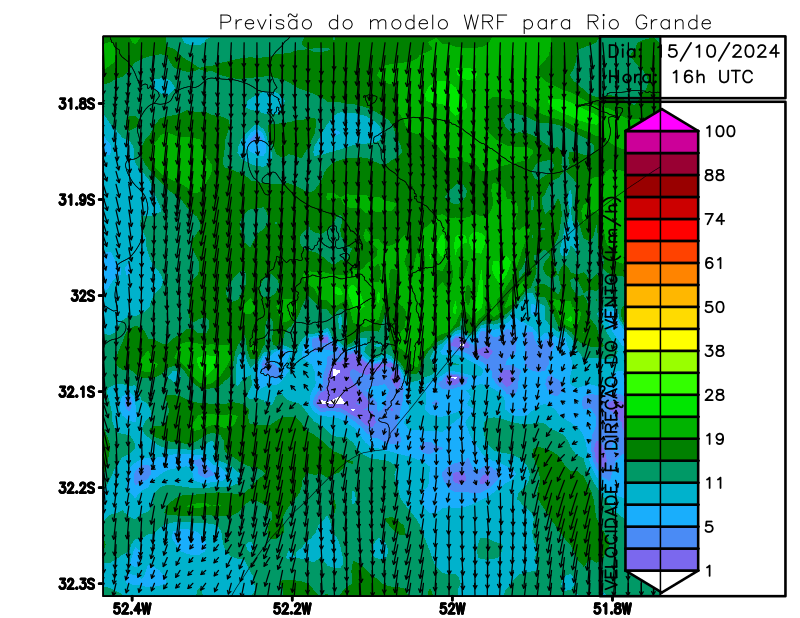 Previsão do modelo WRF para Rio Grande
Dia: 15/10/2024
Hora: 16h UTC
31.8S
31.9S
32S
32.1S
32.2S
32.3S
52.4W
52.2W
52W
51.8W
VELOCIDADE E DIREÇÃO DO VENTO (km/h)
100
88
74
61
50
38
28
19
11
5
1